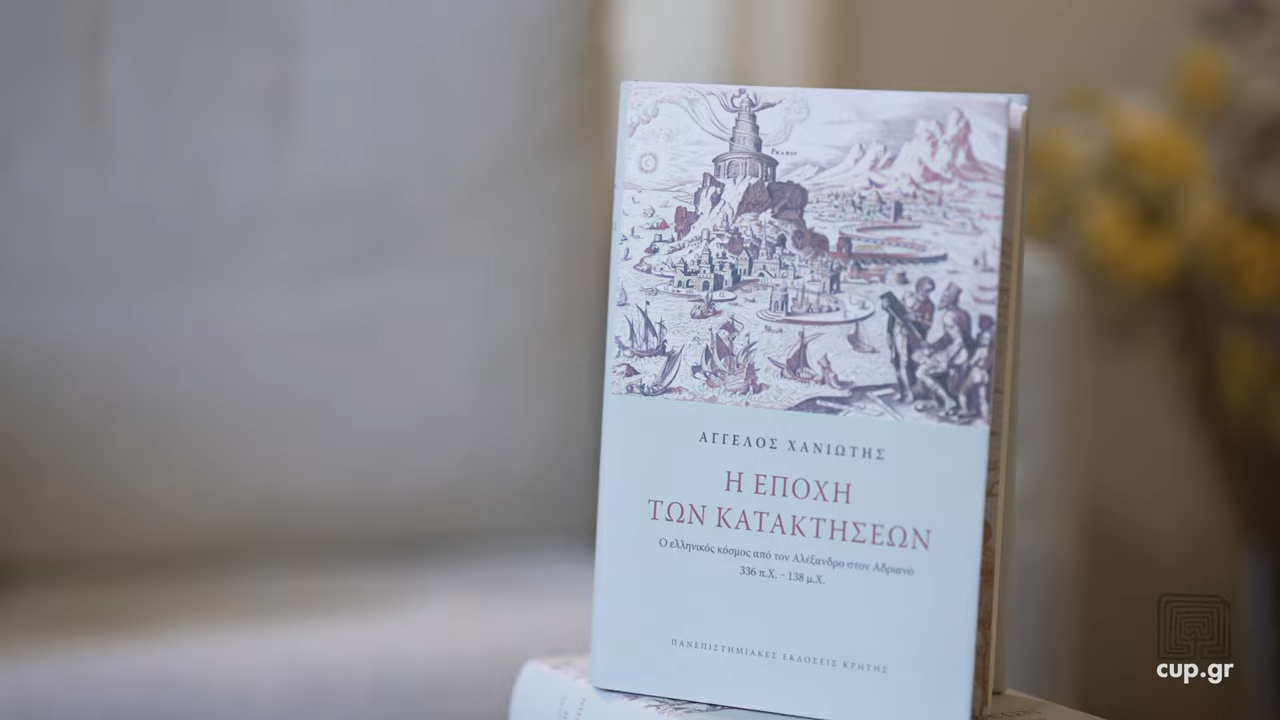 PHAROS
ΑΓΓΕΛΟΣ ΧΑΝΙΩΤΗΣ
Η ΕΠΟΧΗ
ΤΩΝ ΚΑΤΑΚΤΗΣΕΩΝ
Ο ελληνικός κόσμος από τον Αλέξανδρο στον Αδριανό
336 π.Χ. - 138 μ.Χ.
ΠΑΝΕΠΙΣΤΗΜΙΑΚΕΣ ΕΚΔΟΣΕΙΣ ΚΡΗΤΗΣ
cup.gr